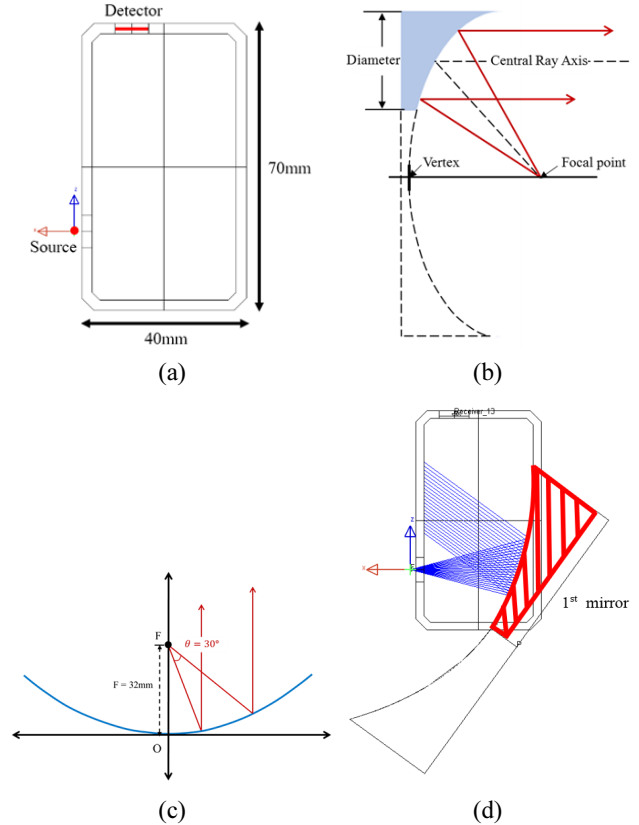 Detector
70mm
z
x
Source
40mm
(a)
Diameter
Central Ray Axis
Vertex
Focal point
(b)
F
θ = 30°
F = 32mm
O
(c)
Receiver_13
z
x
1st mirror
P
(d)